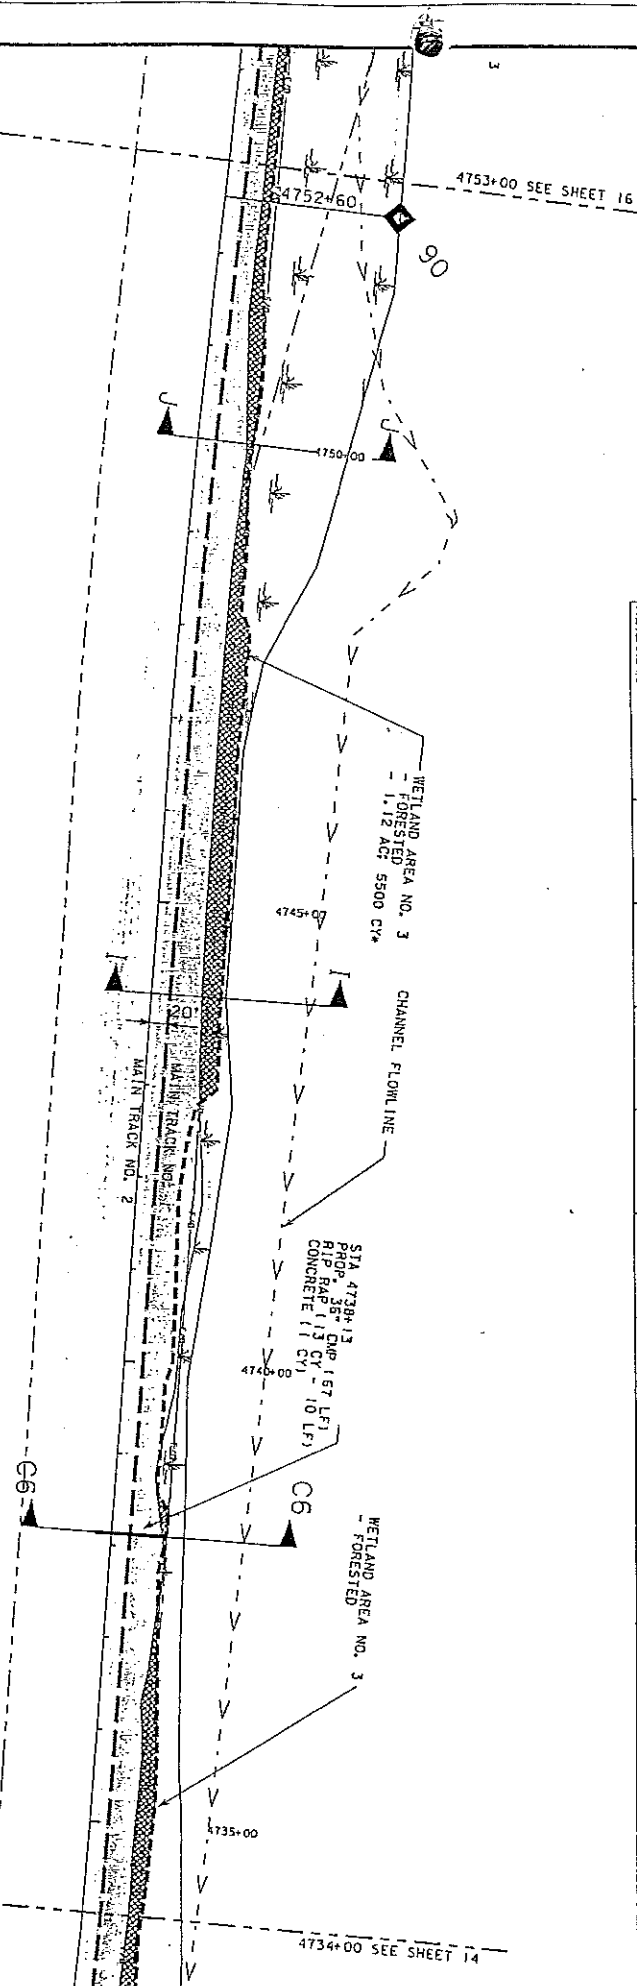 3
4753+00 SEE SHEET 16
4752+60
90
J
J
4750+00
WETLAND AREA NO. 3
- FORESTED
- 1.12 AC; 5500 CY*
4745+00
I
I
CHANNEL FLOWLINE
20'
MAIN TRACK NO.
MAIN TRACK NO. 2
STA 4738+13
PROP. 36" CMP (57 LF)
RIP RAP (13 CY - 10 LF)
CONCRETE (1 CY)
4740+00
C6
C6
WETLAND AREA NO. 3
- FORESTED
4735+00
4734+00 SEE SHEET 14